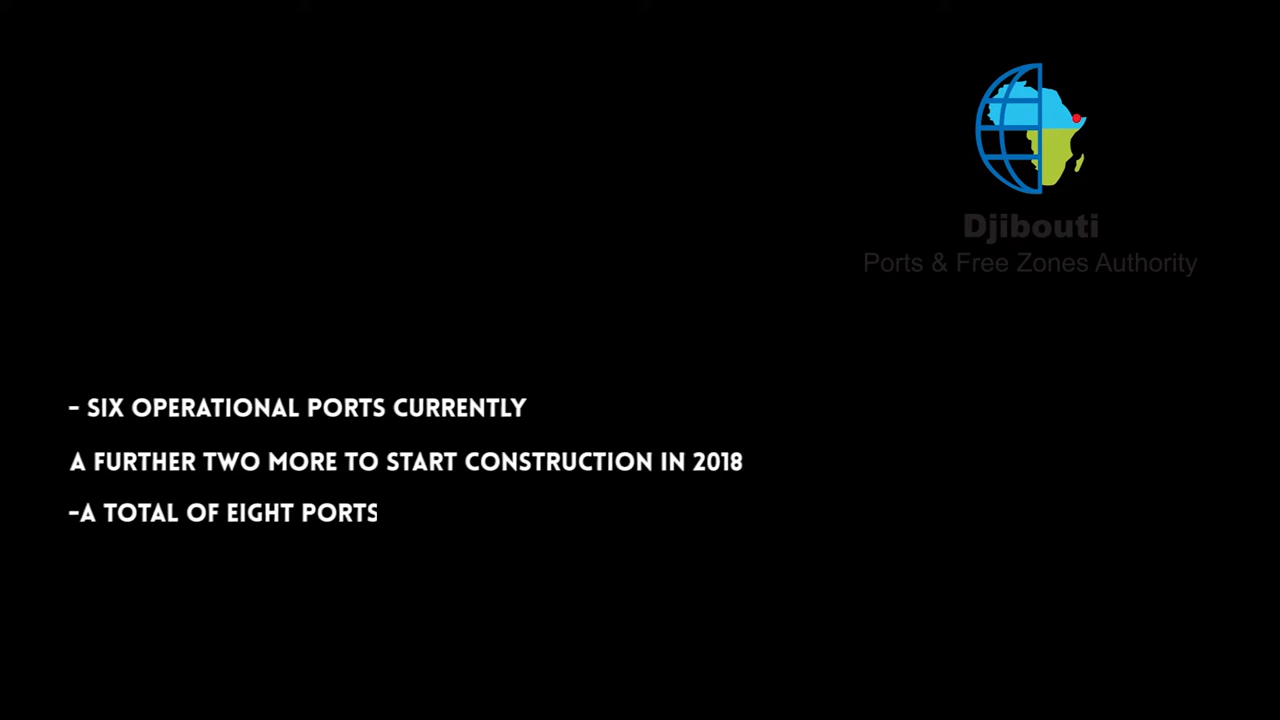 Djibouti
Ports & Free Zones Authority
- SIX OPERATIONAL PORTS CURRENTLY
A FURTHER TWO MORE TO START CONSTRUCTION IN 2018
-A TOTAL OF EIGHT PORTS